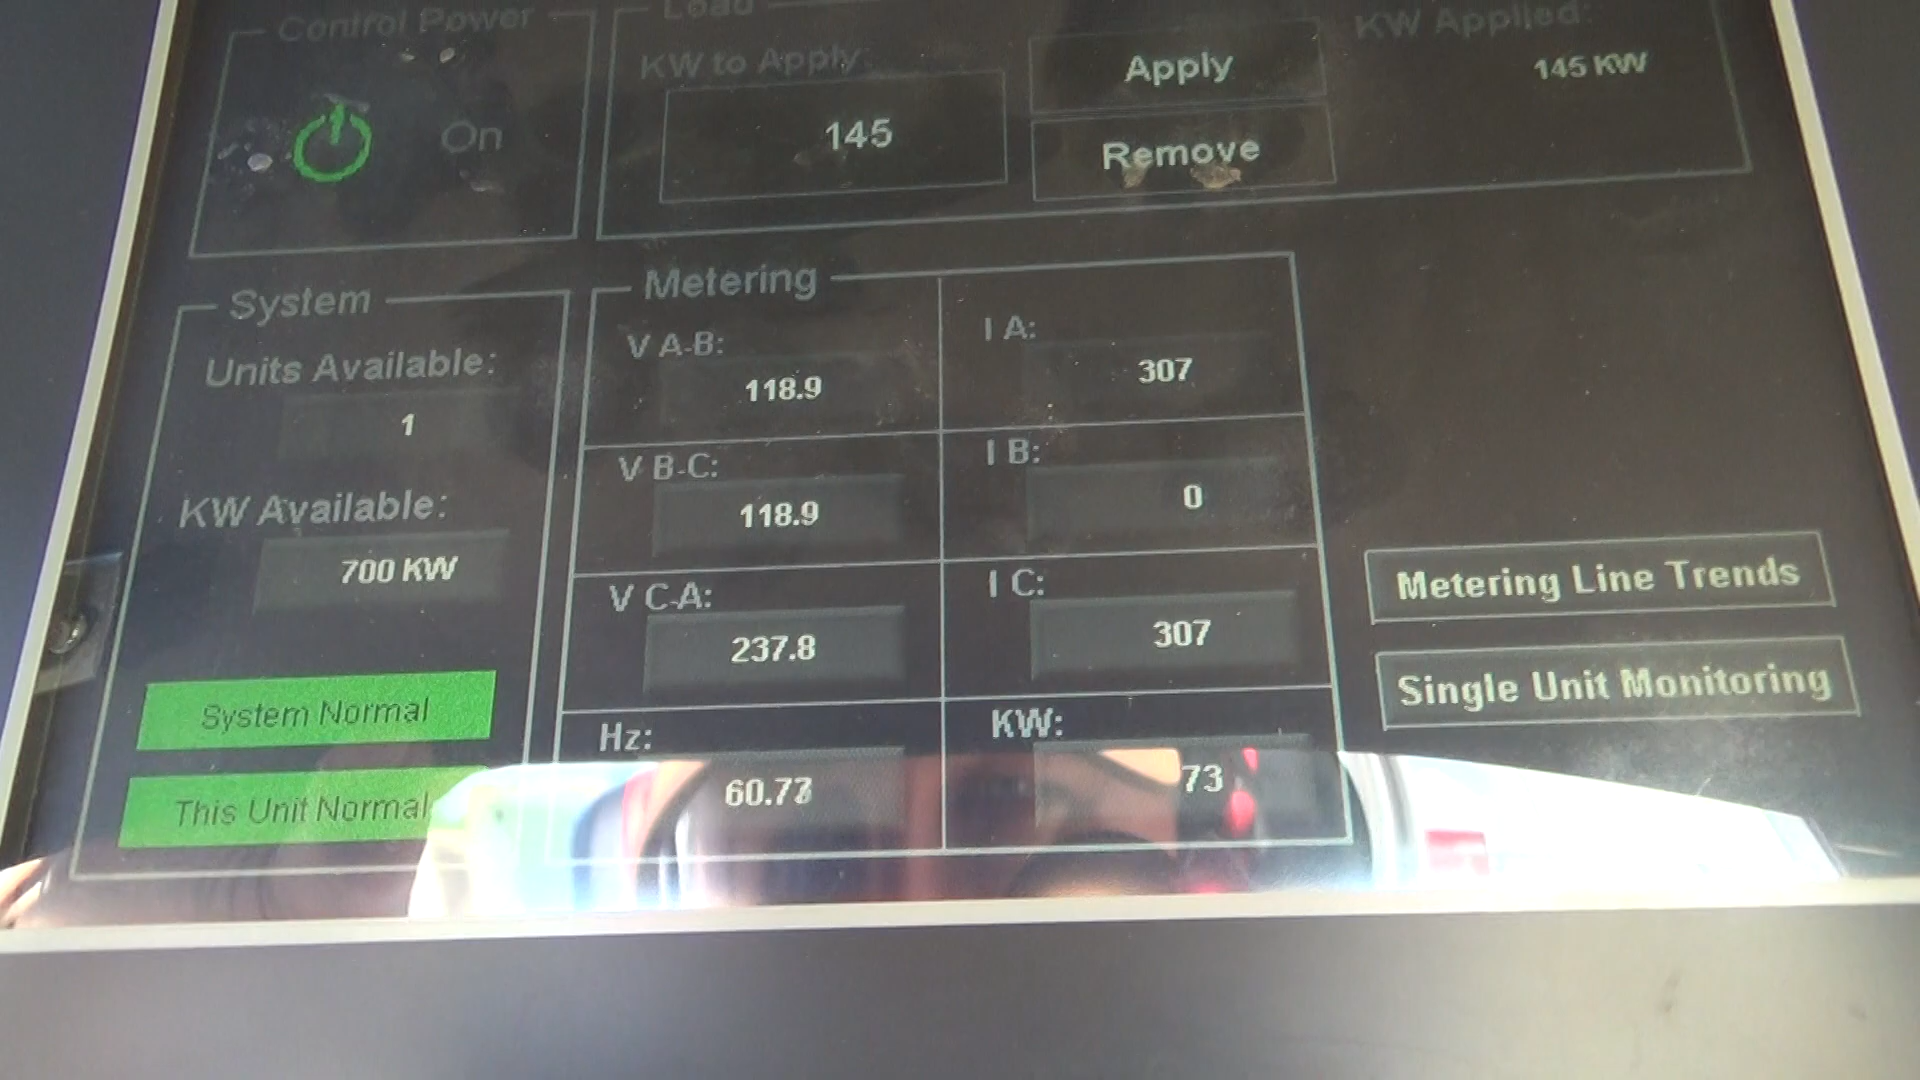 Control Power
On
Load
KW to Apply:
145
Apply
Remove
KW Applied:
145 KW
System
Units Available:
1
KW Available:
700 KW
System Normal
This Unit Normal
Metering
V A-B:
118.9
I A:
307
V B-C:
118.9
I B:
0
V C-A:
237.8
I C:
307
Hz:
KW:
73
Metering Line Trends
Single Unit Monitoring